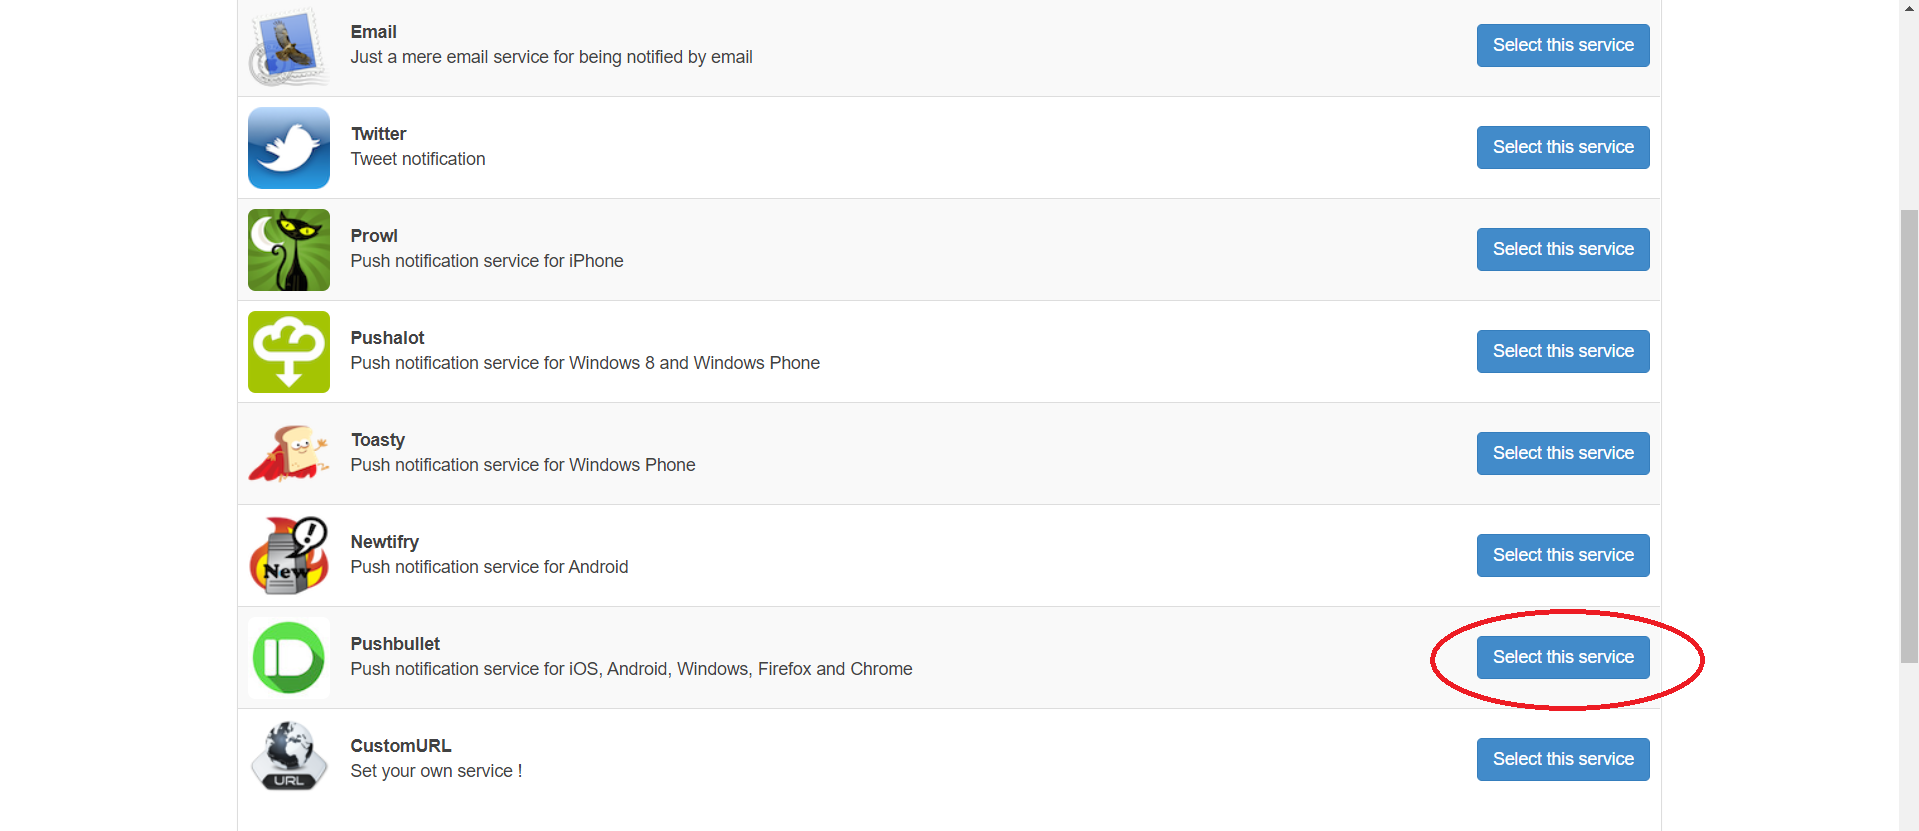 Email
Just a mere email service for being notified by email
Select this service
Twitter
Tweet notification
Select this service
Prowl
Push notification service for iPhone
Select this service
Pushalot
Push notification service for Windows 8 and Windows Phone
Select this service
Toasty
Push notification service for Windows Phone
Select this service
New
Newtifry
Push notification service for Android
Select this service
Pushbullet
Push notification service for iOS, Android, Windows, Firefox and Chrome
Select this service
URL
CustomURL
Set your own service !
Select this service